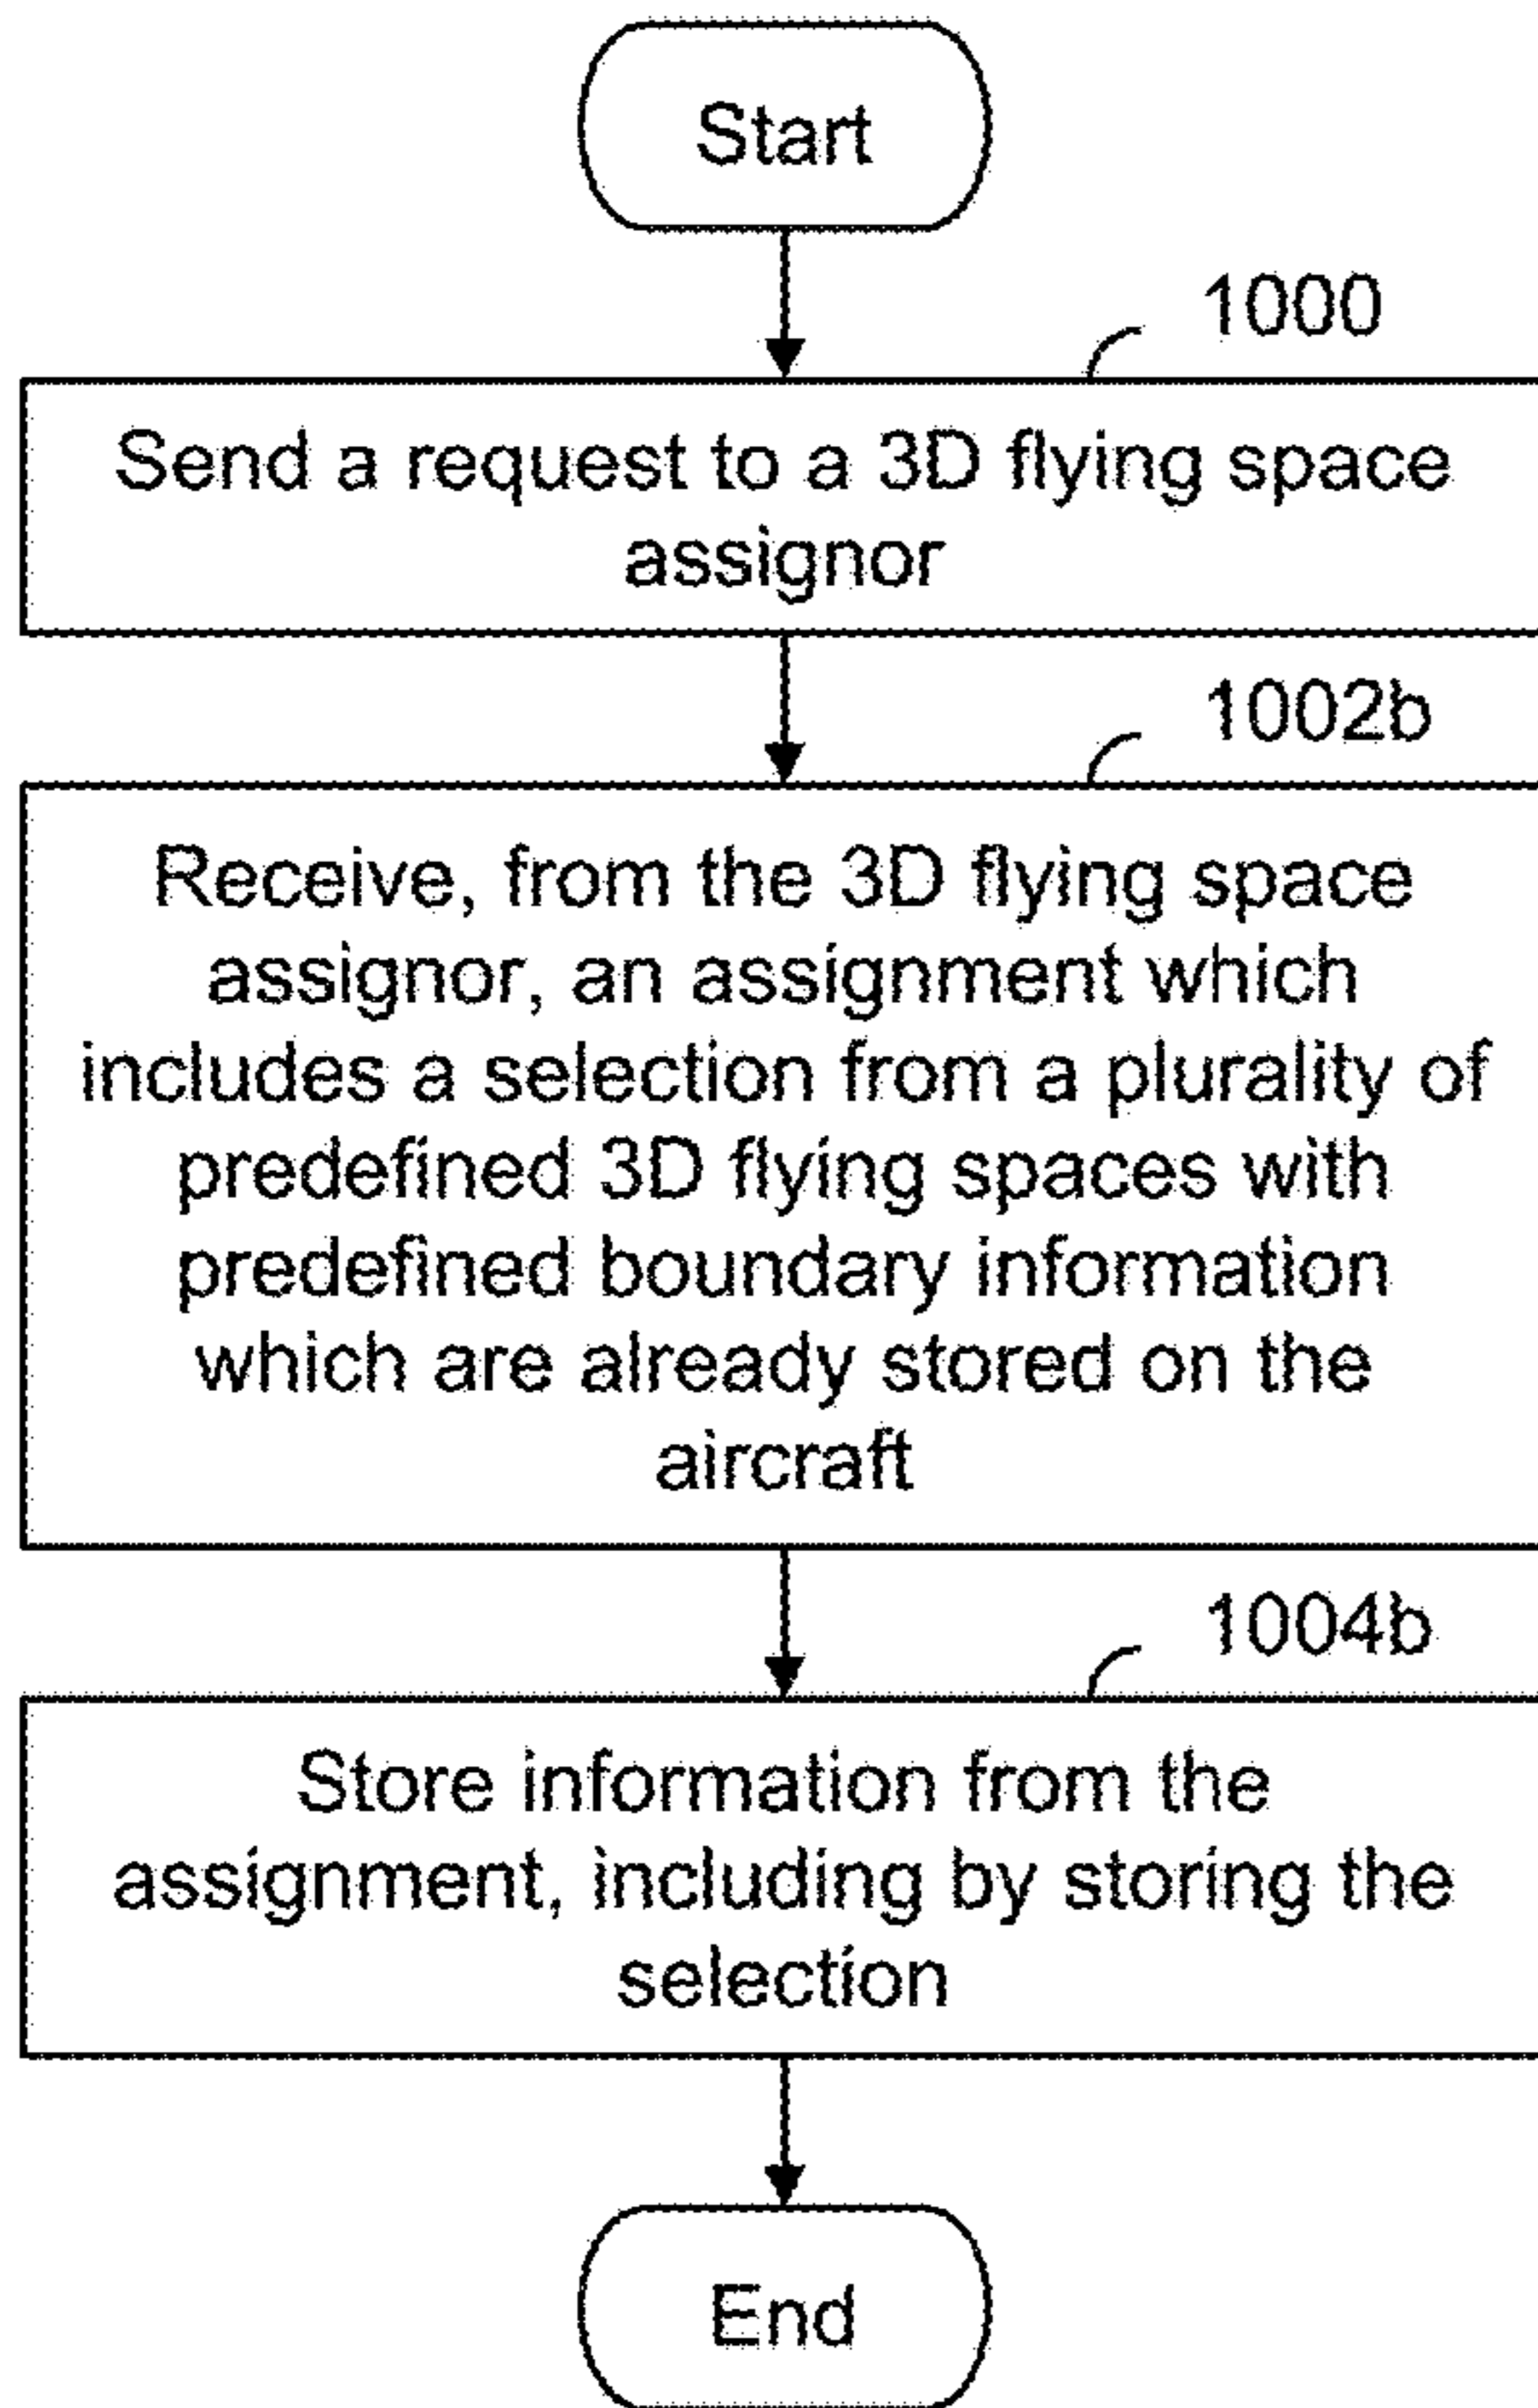 Start
1000
Send a request to a 3D flying space
assignor
1002b
Receive, from the 3D flying space
assignor, an assignment which
includes a selection from a plurality of
predefined 3D flying spaces with
predefined boundary information
which are already stored on the
aircraft
1004b
Store information from the
assignment, including by storing the
selection
End